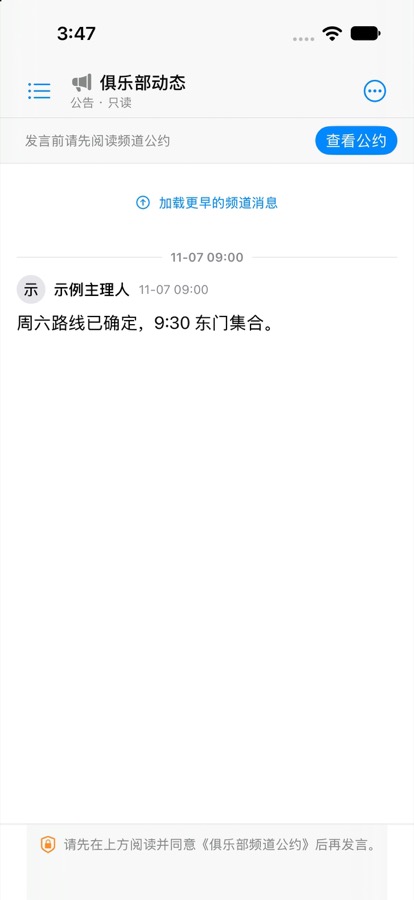 3:47
俱乐部动态
公告 · 只读
发言前请先阅读频道公约
查看公约
加载更早的频道消息
11-07 09:00
示 示例主理人 11-07 09:00
周六路线已确定，9:30 东门集合。
请先在上方阅读并同意《俱乐部频道公约》后再发言。